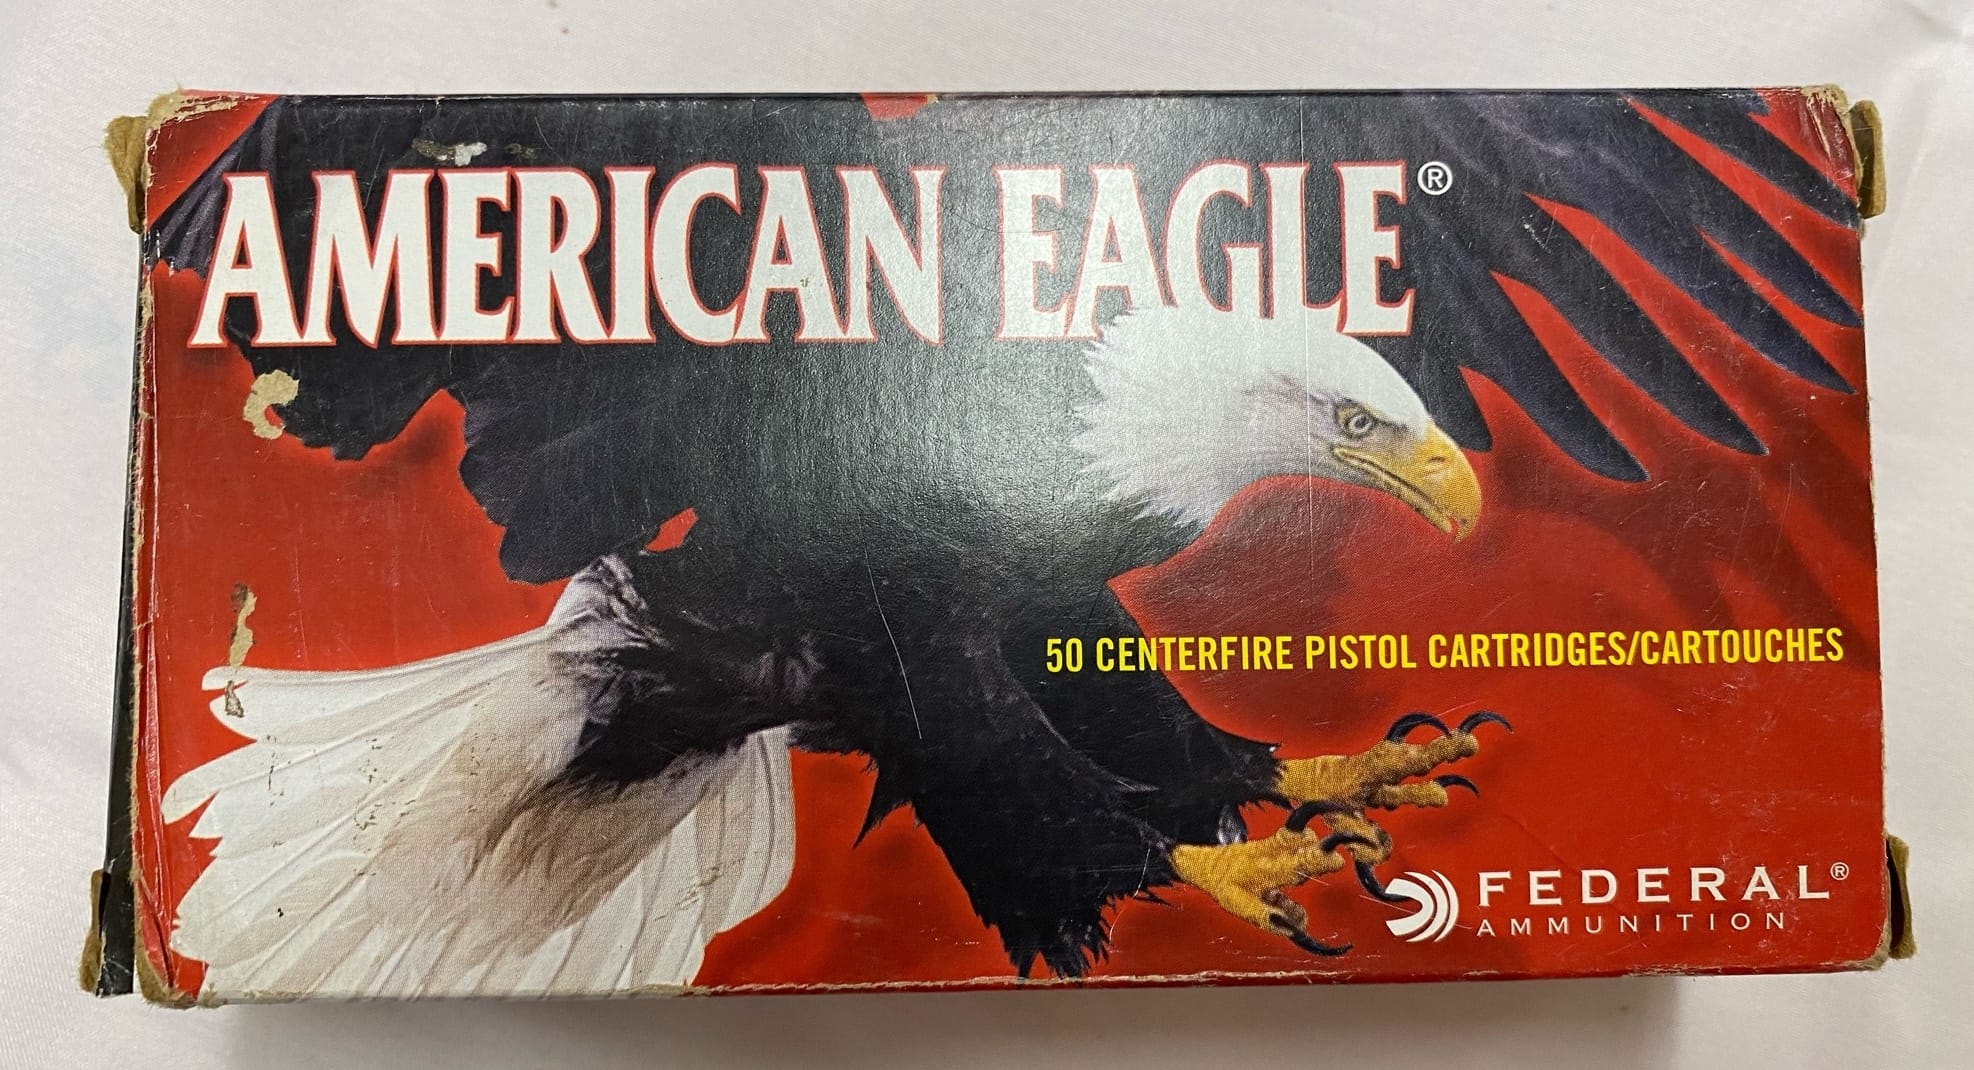 AMERICAN EAGLE®
50 CENTERFIRE PISTOL CARTRIDGES/CARTOUCHES
FEDERAL®
AMMUNITION